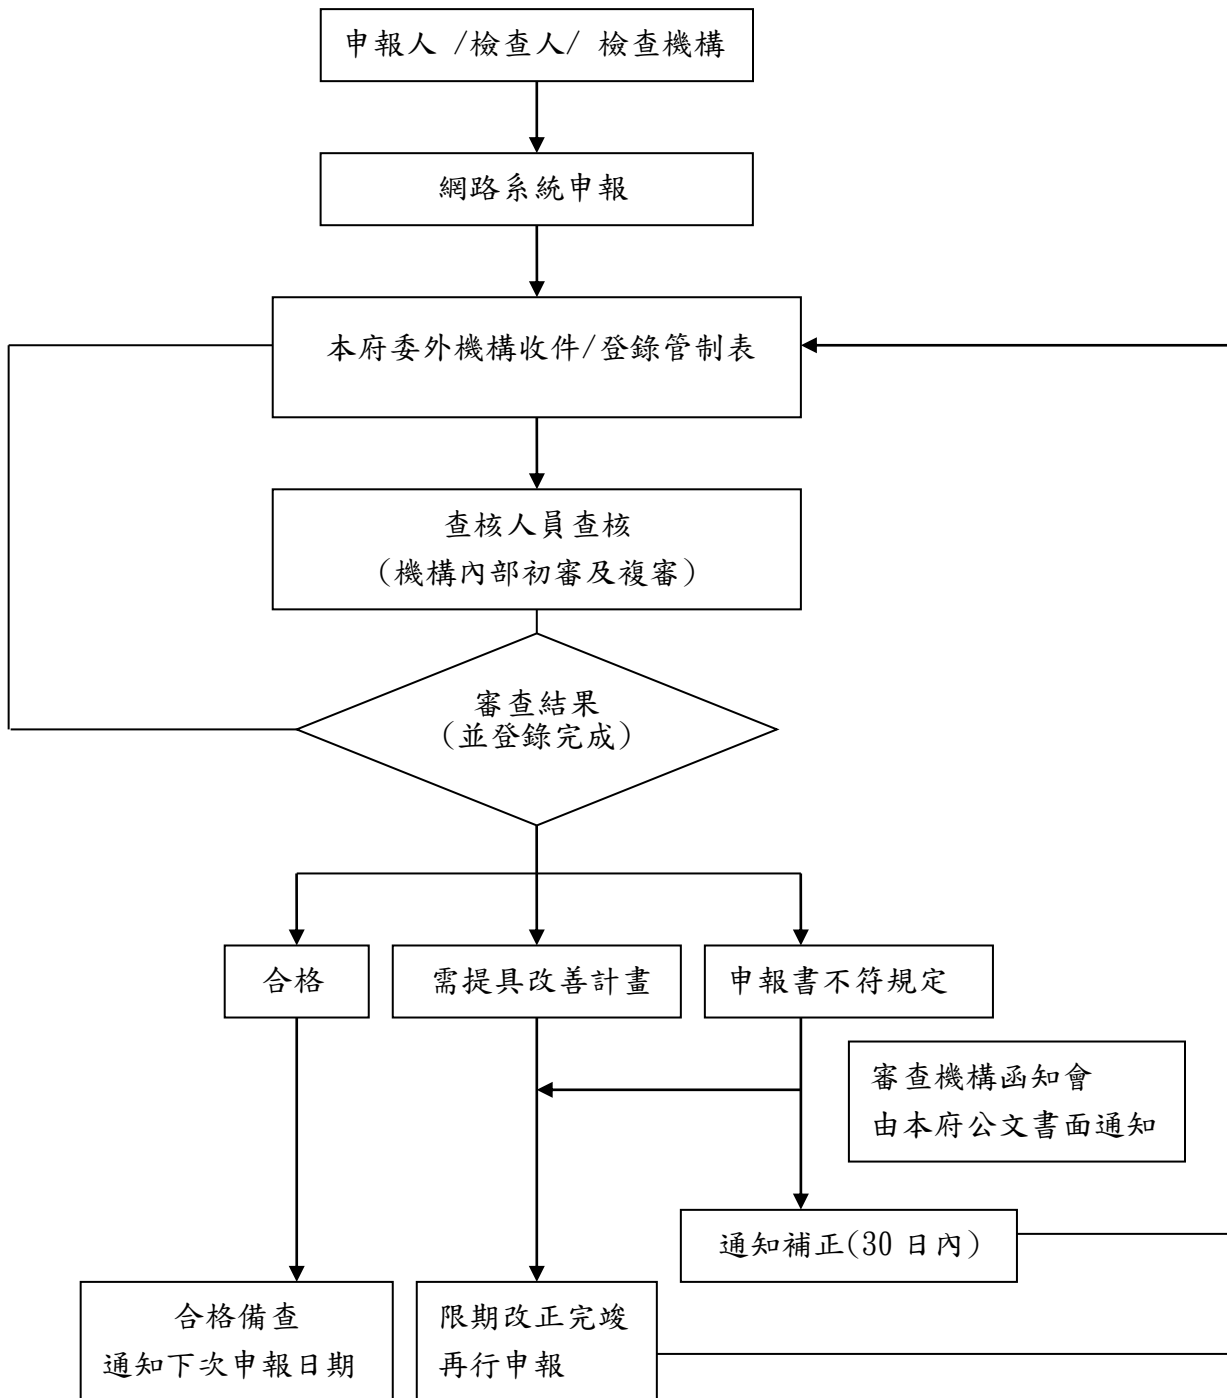 申報人 /檢查人/ 檢查機構
網路系統申報
本府委外機構收件/登錄管制表
查核人員查核
(機構內部初審及複審)
審查結果
(並登錄完成)
合格
需提具改善計畫
申報書不符規定
審查機構函知會
由本府公文書面通知
通知補正(30 日內)
合格備查
通知下次申報日期
限期改正完竣
再行申報